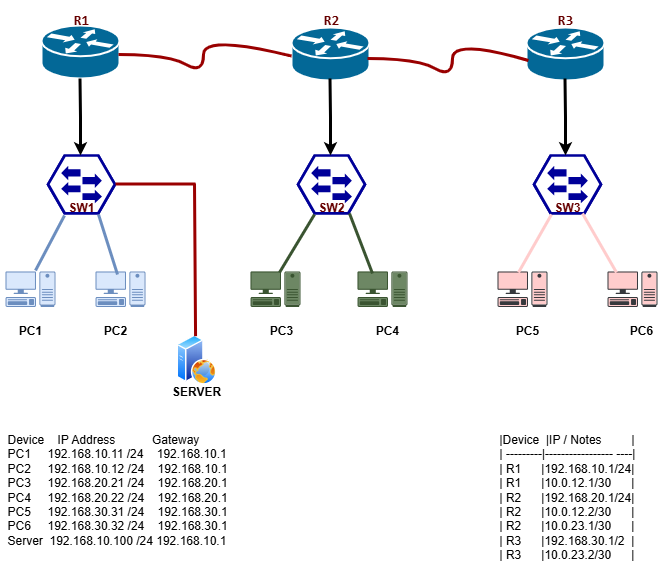 R1 R2 R3
SW1 SW2 SW3
PC1 PC2 PC3 PC4 PC5 PC6
SERVER
Device IP Address Gateway
PC1 192.168.10.11 /24 192.168.10.1
PC2 192.168.10.12 /24 192.168.10.1
PC3 192.168.20.21 /24 192.168.20.1
PC4 192.168.20.22 /24 192.168.20.1
PC5 192.168.30.31 /24 192.168.30.1
PC6 192.168.30.32 /24 192.168.30.1
Server 192.168.10.100 /24 192.168.10.1
|Device |IP / Notes |
| ---------|----------------- ----|
| R1 |192.168.10.1/24|
| R1 |10.0.12.1/30 |
| R2 |192.168.20.1/24|
| R2 |10.0.12.2/30 |
| R2 |10.0.23.1/30 |
| R3 |192.168.30.1/2 |
| R3 |10.0.23.2/30 |